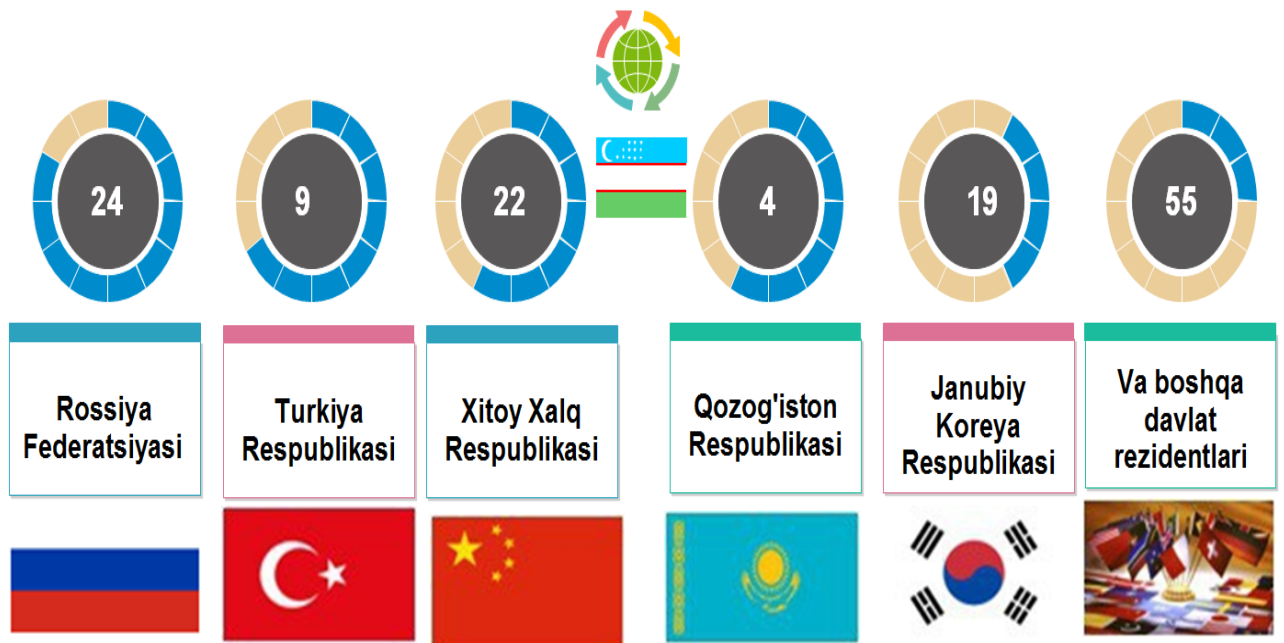 24
9
22
4
19
55
Rossiya
Federatsiyasi
Turkiya
Respublikasi
Xitoy Xalq
Respublikasi
Qozog'iston
Respublikasi
Janubiy
Koreya
Respublikasi
Va boshqa
davlat
rezidentlari